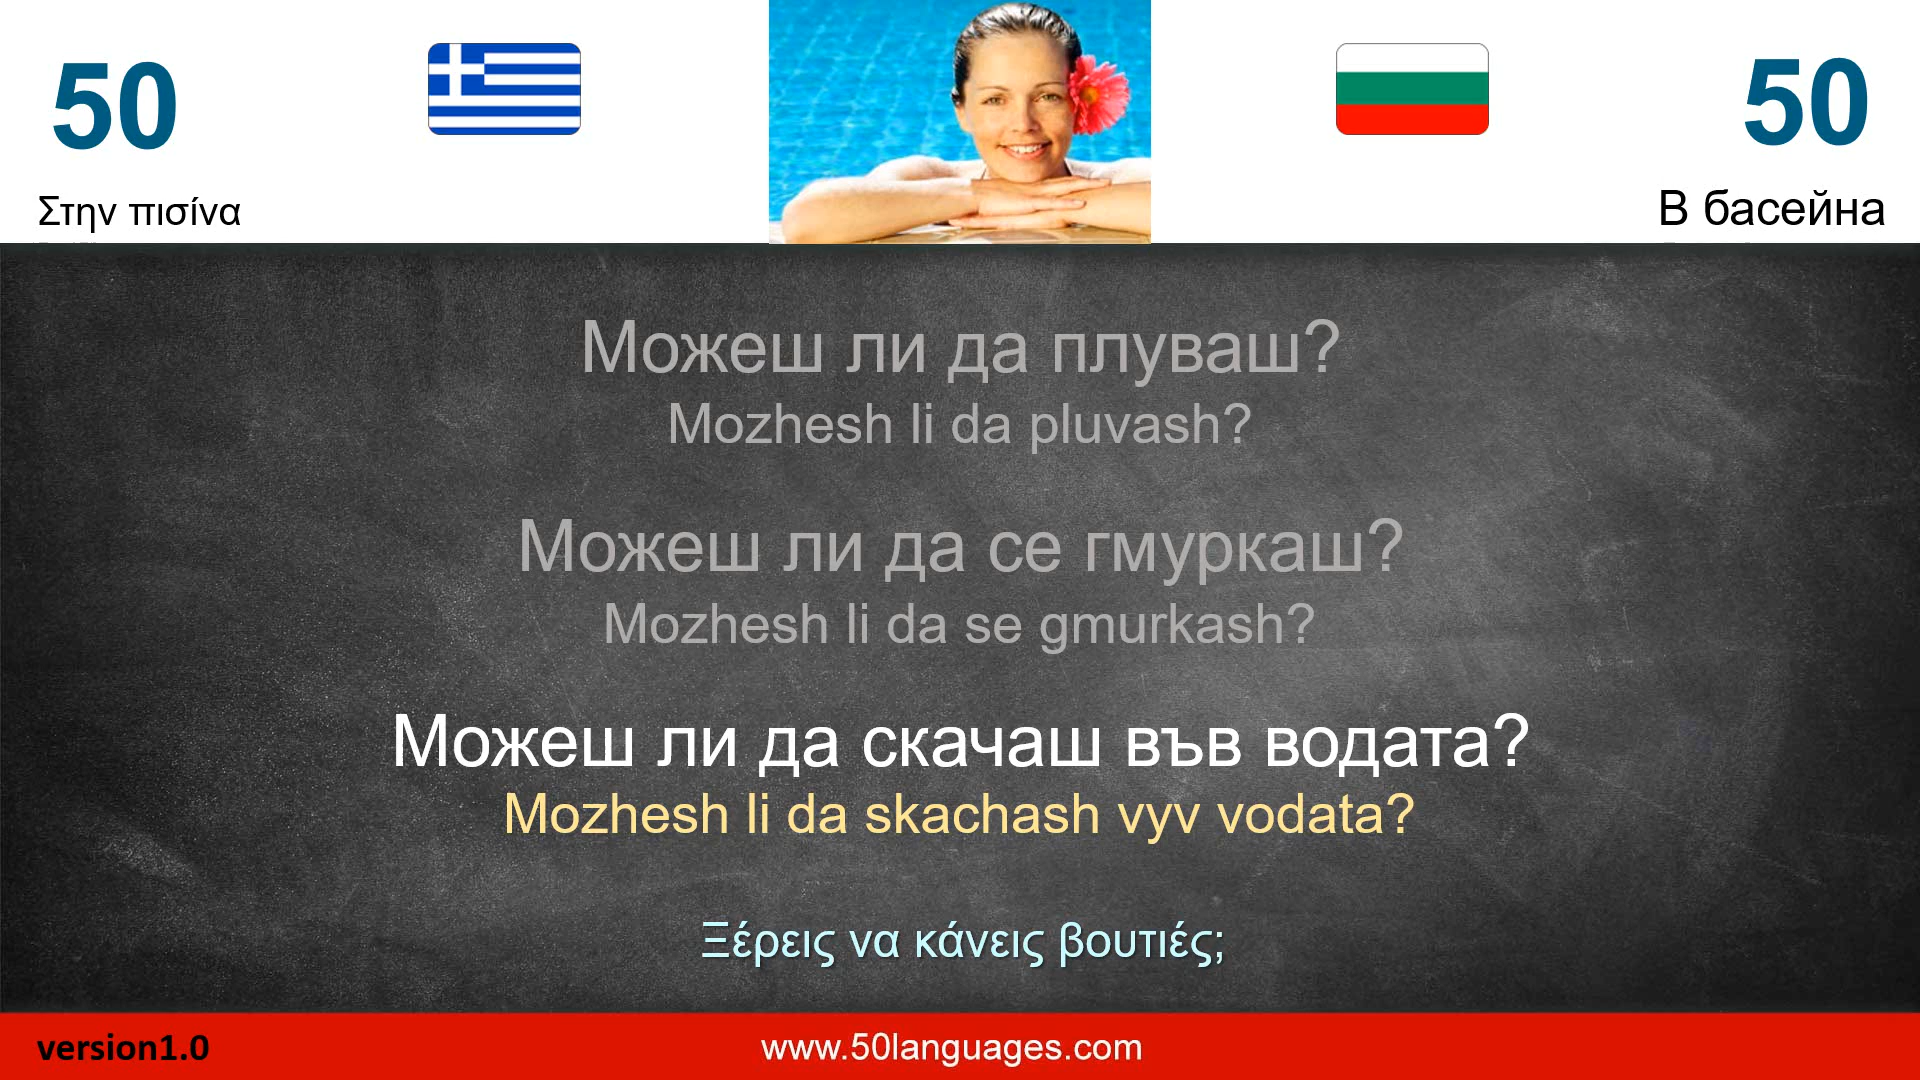 50
50
Στην πισίνα
В басейна
Можеш ли да плуваш?
Mozhesh li da pluvash?
Можеш ли да се гмуркаш?
Mozhesh li da se gmurkash?
Можеш ли да скачаш във водата?
Mozhesh li da skachash vyv vodata?
Ξέρεις να κάνεις βουτιές;
version1.0
www.50languages.com